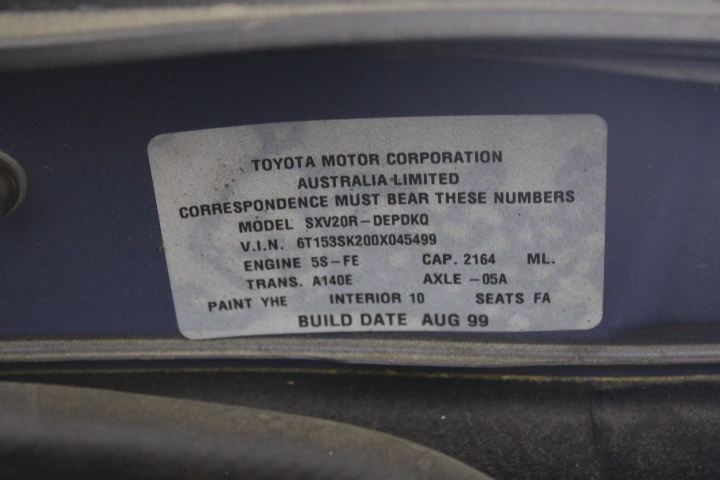 TOYOTA MOTOR CORPORATION
AUSTRALIA LIMITED
CORRESPONDENCE MUST BEAR THESE NUMBERS
MODEL SXV20R-DEPDKQ
V.I.N. 6T153SK200X045499
ENGINE 5S-FE CAP. 2164 ML.
TRANS. A140E AXLE -05A
PAINT YHE INTERIOR 10 SEATS FA
BUILD DATE AUG 99